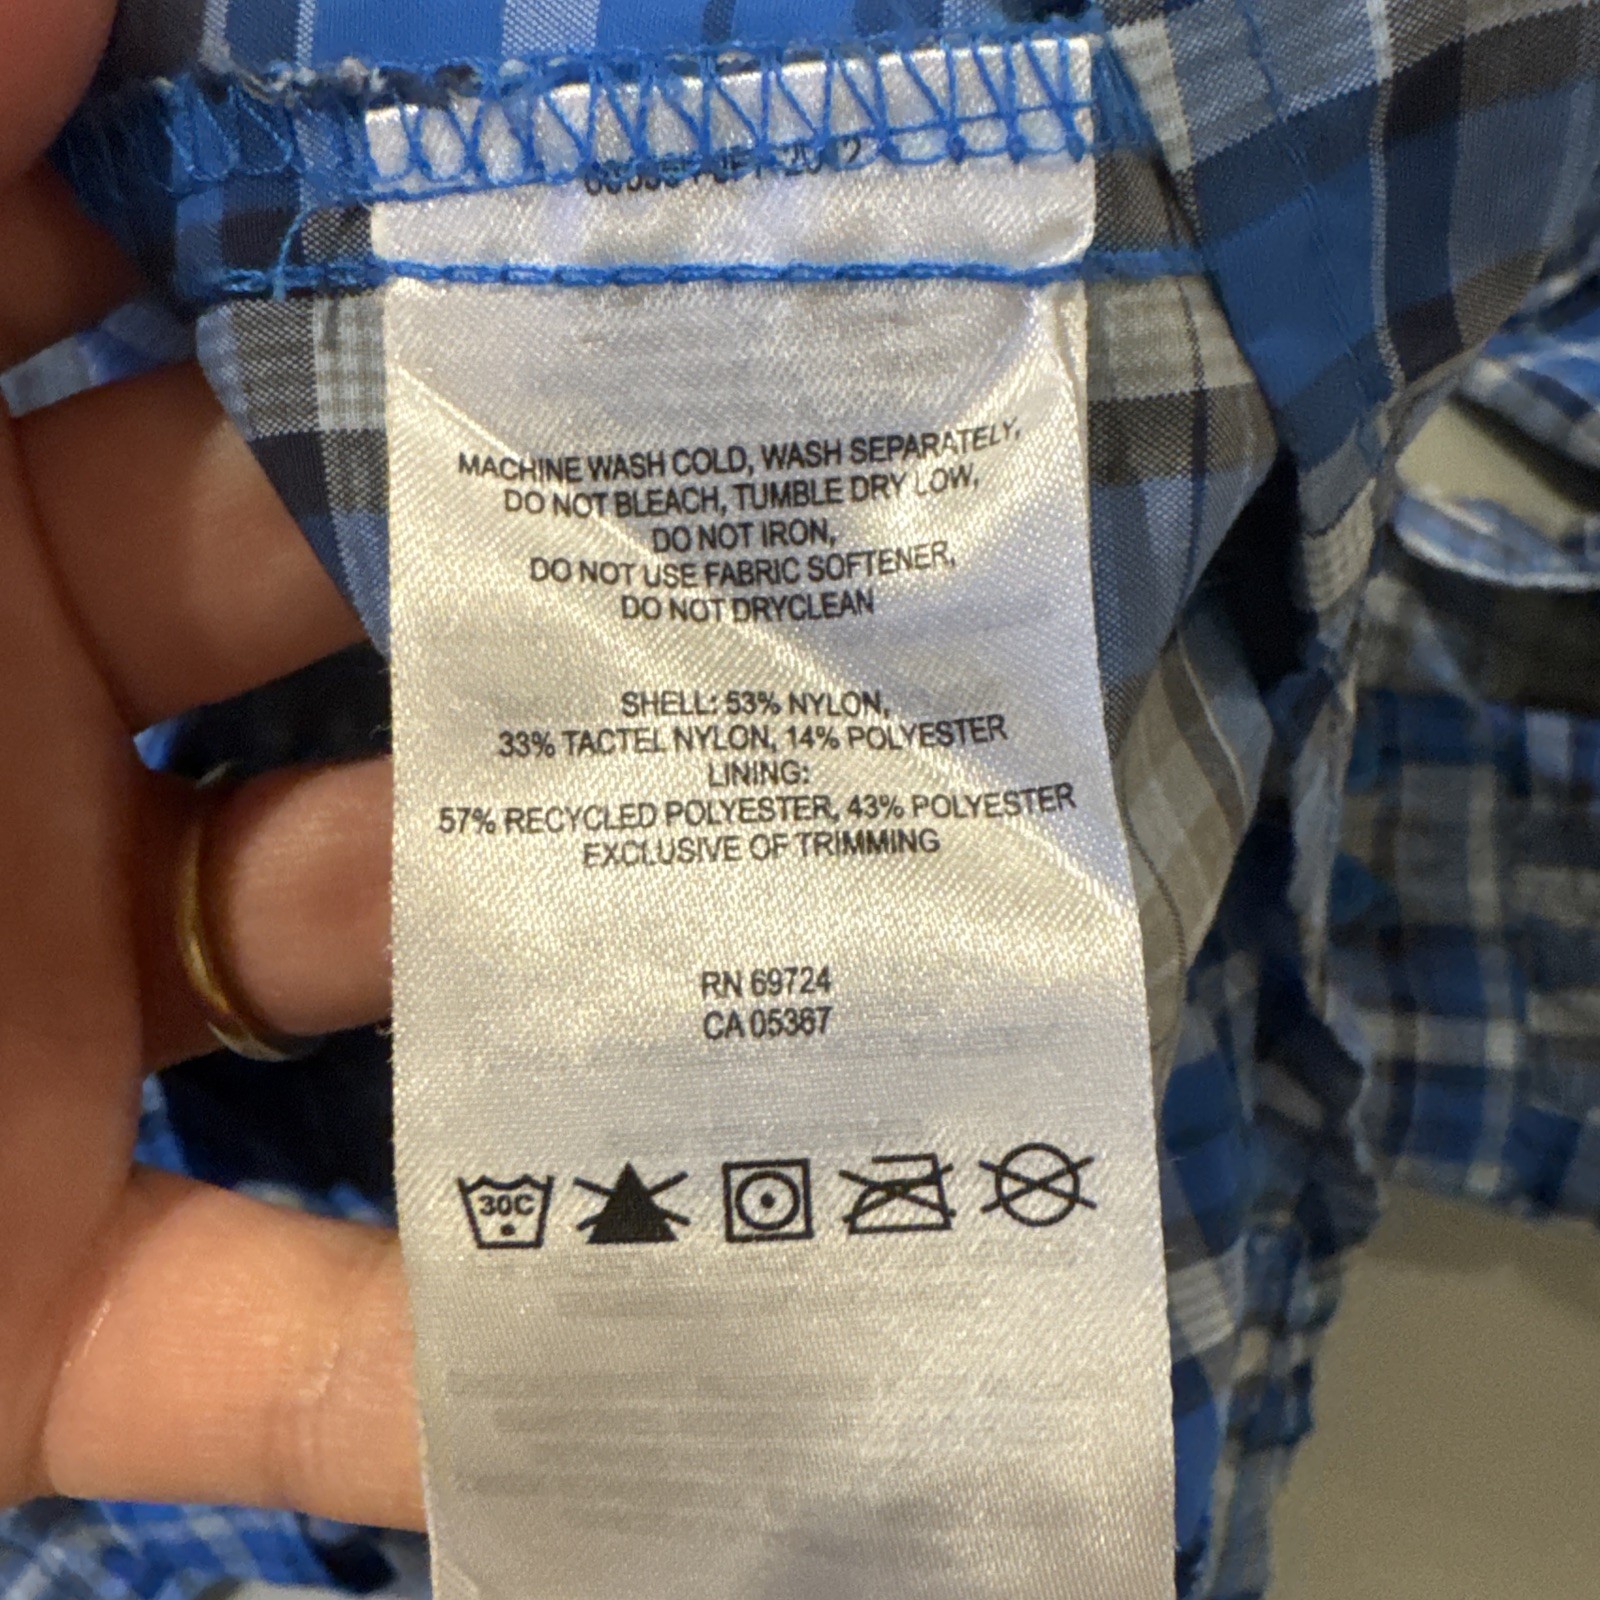 MACHINE WASH COLD, WASH SEPARATELY,
DO NOT BLEACH, TUMBLE DRY LOW,
DO NOT IRON,
DO NOT USE FABRIC SOFTENER,
DO NOT DRYCLEAN
SHELL: 53% NYLON,
33% TACTEL NYLON, 14% POLYESTER
LINING:
57% RECYCLED POLYESTER, 43% POLYESTER
EXCLUSIVE OF TRIMMING
RN 69724
CA 05367
30C